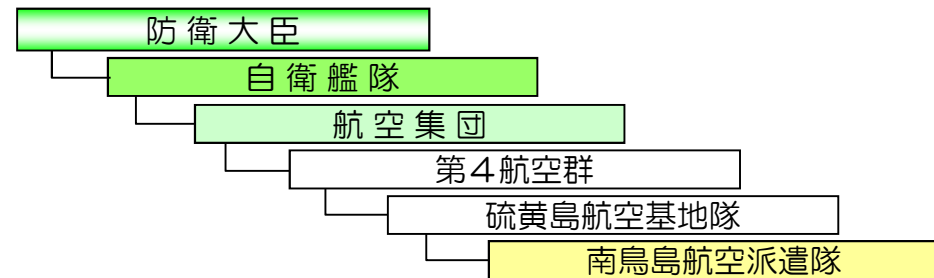 防衛大臣
自衛艦隊
航空集団
第４航空群
硫黄島航空基地隊
南鳥島航空派遣隊